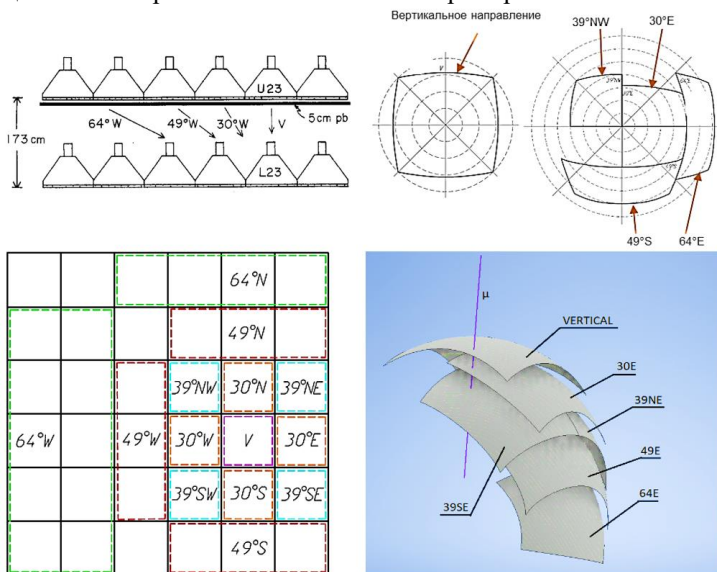 Вертикальное направление
39°NW
30°E
V
49°S
64°E
U23
5cm pb
64°W
49°W
30°W
V
173 cm
L23
64°N
49°N
39°NW
30°N
39°NE
64°W
49°W
30°W
V
30°E
39°SW
30°S
39°SE
49°S
μ
VERTICAL
30E
39NE
49E
39SE
64E